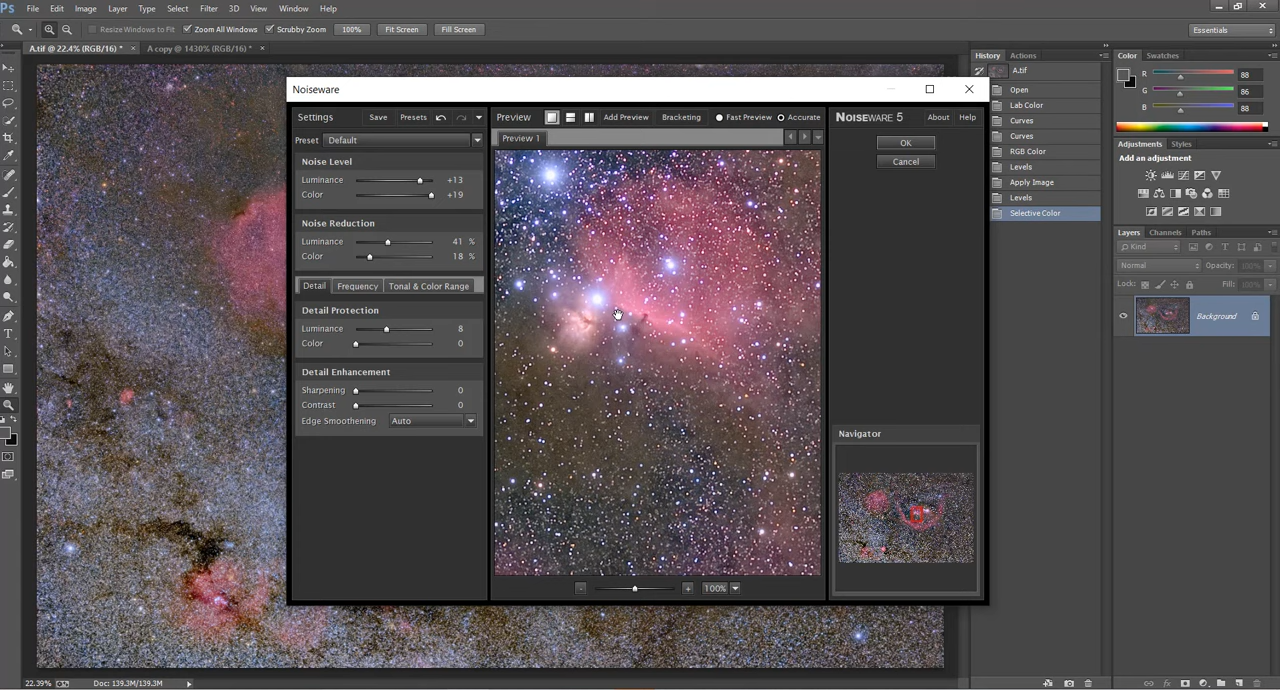 Ps File Edit Image Layer Type Select Filter 3D View Window Help
Resize Windows to Fit Zoom All Windows Scrubby Zoom 100% Fit Screen Fill Screen Essentials
A.tif @ 22.4% (RGB/16) * × A copy @ 1430% (RGB/16) * ×
Noiseware
Settings Save Presets
Preset Default
Noise Level
Luminance +13
Color +19
Noise Reduction
Luminance 41 %
Color 18 %
Detail Frequency Tonal & Color Range
Detail Protection
Luminance 8
Color 0
Detail Enhancement
Sharpening 0
Contrast 0
Edge Smoothening Auto
Preview Add Preview Bracketing Fast Preview Accurate
Preview 1
- + 100%
NOISEWARE 5 About Help
OK
Cancel
Navigator
History Actions
A.tif
Open
Lab Color
Curves
Curves
RGB Color
Levels
Apply Image
Levels
Selective Color
Color Swatches
R 88
G 86
B 88
Adjustments Styles
Add an adjustment
Layers Channels Paths
Kind
Normal Opacity: 100%
Lock: Fill: 100%
Background
22.39% Doc: 139.3M/139.3M